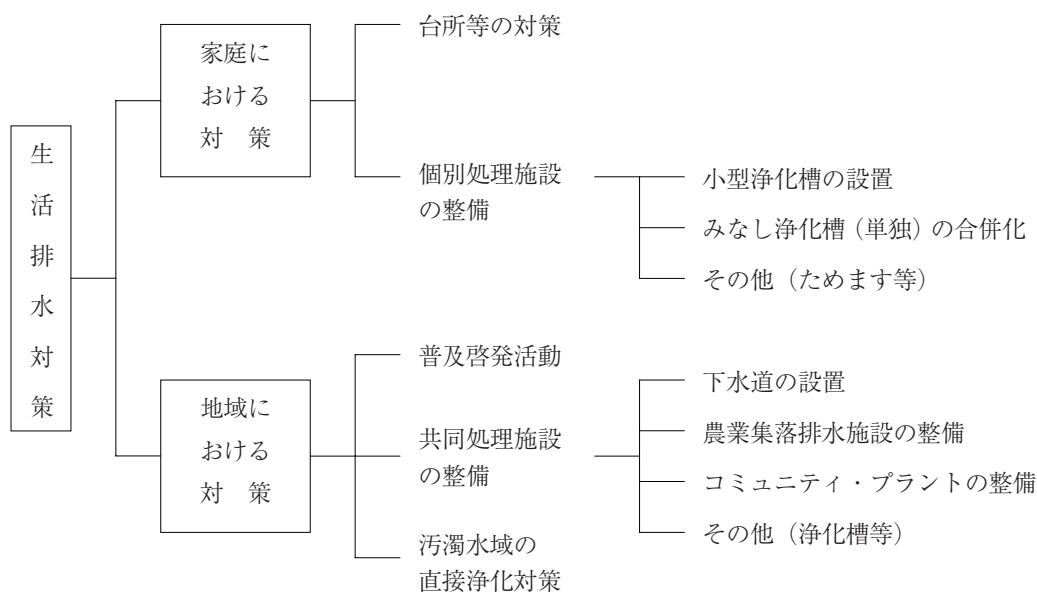 生活排水対策
家庭に
おける
対　策
台所等の対策
個別処理施設
の整備
小型浄化槽の設置
みなし浄化槽（単独）の合併化
その他（ためます等）
地域に
おける
対　策
普及啓発活動
共同処理施設
の整備
下水道の設置
農業集落排水施設の整備
コミュニティ・プラントの整備
その他（浄化槽等）
汚濁水域の
直接浄化対策